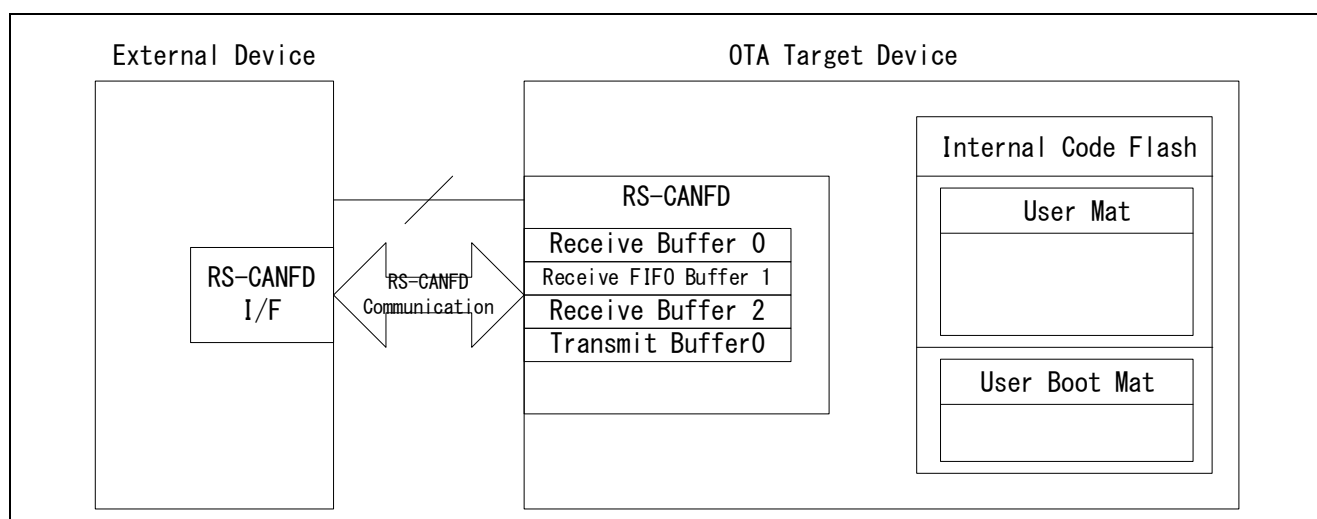 External Device
OTA Target Device
Internal Code Flash
RS-CANFD
User Mat
Receive Buffer 0
Receive FIFO Buffer 1
Receive Buffer 2
Transmit Buffer0
RS-CANFD
I/F
RS-CANFD
Communication
User Boot Mat